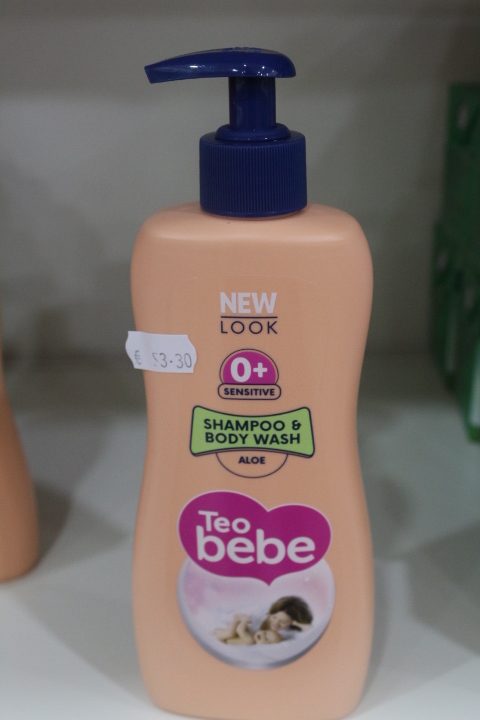 NEW
LOOK
€ 3.30
0+
SENSITIVE
SHAMPOO &
BODY WASH
ALOE
Teo
bebe